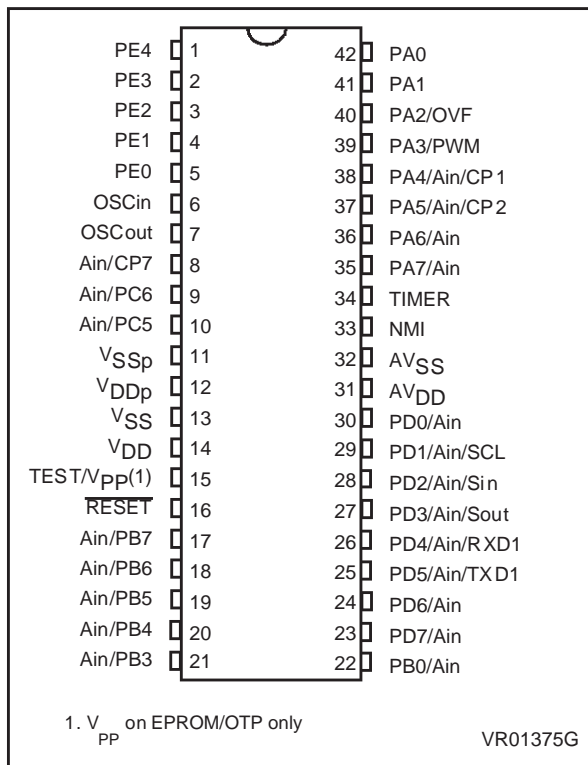 PE4 1 42 PA0
PE3 2 41 PA1
PE2 3 40 PA2/OVF
PE1 4 39 PA3/PWM
PE0 5 38 PA4/Ain/CP1
OSCin 6 37 PA5/Ain/CP2
OSCout 7 36 PA6/Ain
Ain/CP7 8 35 PA7/Ain
Ain/PC6 9 34 TIMER
Ain/PC5 10 33 NMI
VSSp 11 32 AVSS
VDDp 12 31 AVDD
VSS 13 30 PD0/Ain
VDD 14 29 PD1/Ain/SCL
TEST/VPP(1) 15 28 PD2/Ain/Sin
RESET 16 27 PD3/Ain/Sout
Ain/PB7 17 26 PD4/Ain/RXD1
Ain/PB6 18 25 PD5/Ain/TXD1
Ain/PB5 19 24 PD6/Ain
Ain/PB4 20 23 PD7/Ain
Ain/PB3 21 22 PB0/Ain
1. VPP on EPROM/OTP only
VR01375G